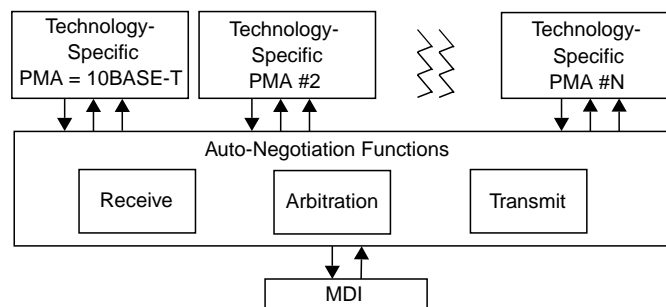 Technology-
Specific
PMA = 10BASE-T
Technology-
Specific
PMA #2
Technology-
Specific
PMA #N
Auto-Negotiation Functions
Receive
Arbitration
Transmit
MDI